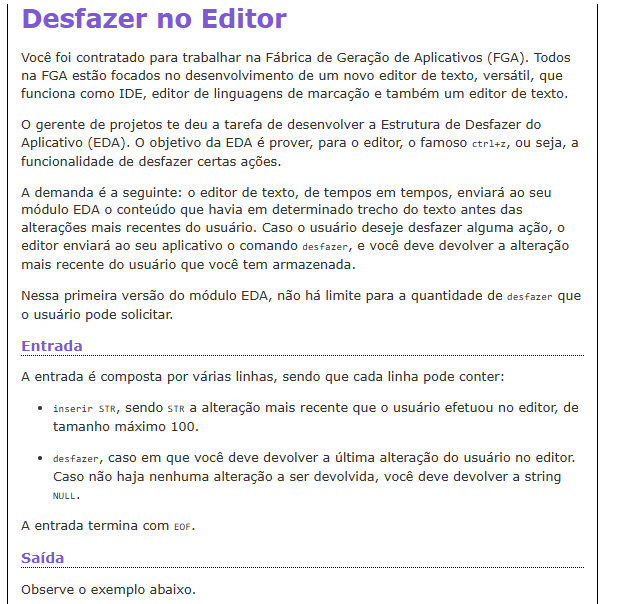 Desfazer no Editor
Você foi contratado para trabalhar na Fábrica de Geração de Aplicativos (FGA). Todos
na FGA estão focados no desenvolvimento de um novo editor de texto, versátil, que
funciona como IDE, editor de linguagens de marcação e também um editor de texto.
O gerente de projetos te deu a tarefa de desenvolver a Estrutura de Desfazer do
Aplicativo (EDA). O objetivo da EDA é prover, para o editor, o famoso ctrl+z, ou seja, a
funcionalidade de desfazer certas ações.
A demanda é a seguinte: o editor de texto, de tempos em tempos, enviará ao seu
módulo EDA o conteúdo que havia em determinado trecho do texto antes das
alterações mais recentes do usuário. Caso o usuário deseje desfazer alguma ação, o
editor enviará ao seu aplicativo o comando desfazer, e você deve devolver a alteração
mais recente do usuário que você tem armazenada.
Nessa primeira versão do módulo EDA, não há limite para a quantidade de desfazer que
o usuário pode solicitar.
Entrada
A entrada é composta por várias linhas, sendo que cada linha pode conter:
• inserir STR, sendo STR a alteração mais recente que o usuário efetuou no editor, de
tamanho máximo 100.
• desfazer, caso em que você deve devolver a última alteração do usuário no editor.
Caso não haja nenhuma alteração a ser devolvida, você deve devolver a string
NULL.
A entrada termina com EOF.
Saída
Observe o exemplo abaixo.